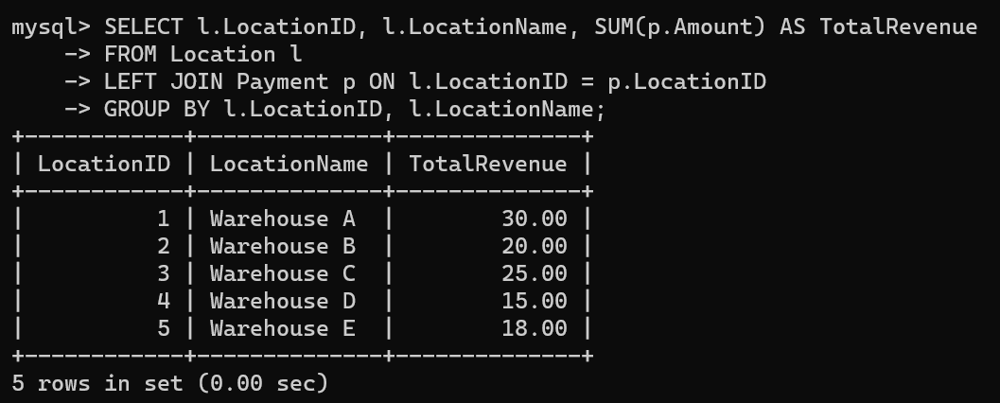 mysql> SELECT l.LocationID, l.LocationName, SUM(p.Amount) AS TotalRevenue
    -> FROM Location l
    -> LEFT JOIN Payment p ON l.LocationID = p.LocationID
    -> GROUP BY l.LocationID, l.LocationName;
+------------+--------------+--------------+
| LocationID | LocationName | TotalRevenue |
+------------+--------------+--------------+
|          1 | Warehouse A  |        30.00 |
|          2 | Warehouse B  |        20.00 |
|          3 | Warehouse C  |        25.00 |
|          4 | Warehouse D  |        15.00 |
|          5 | Warehouse E  |        18.00 |
+------------+--------------+--------------+
5 rows in set (0.00 sec)